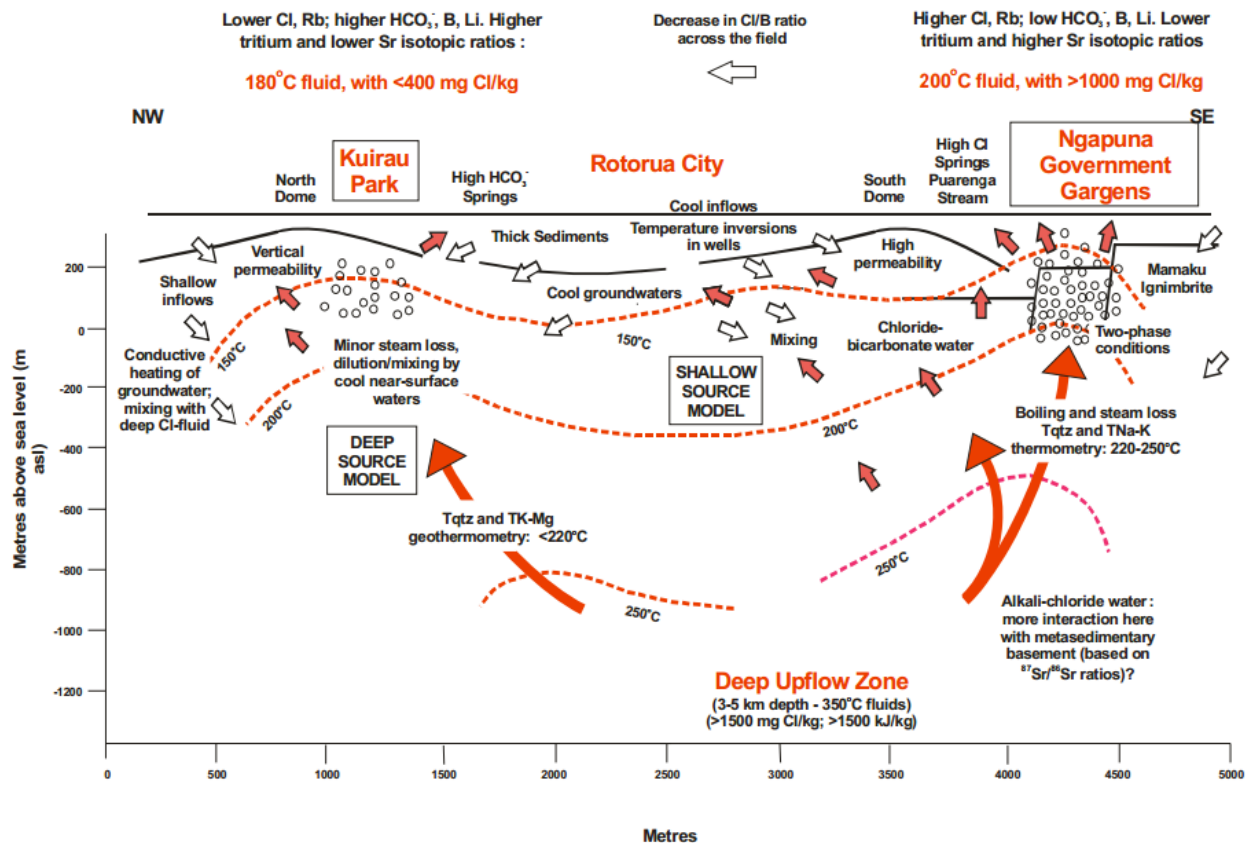 Lower Cl, Rb; higher HCO₃⁻, B, Li. Higher
tritium and lower Sr isotopic ratios :
180°C fluid, with <400 mg Cl/kg
Decrease in Cl/B ratio
across the field
Higher Cl, Rb; low HCO₃⁻, B, Li. Lower
tritium and higher Sr isotopic ratios
200°C fluid, with >1000 mg Cl/kg
NW
SE
North
Dome
Kuirau
Park
High HCO₃⁻
Springs
Rotorua City
South
Dome
High Cl
Springs
Puarenga
Stream
Ngapuna
Government
Gargens
Cool inflows
Temperature inversions
in wells
Thick Sediments
Vertical
permeability
High
permeability
Shallow
inflows
Cool groundwaters
Mamaku
Ignimbrite
Conductive
heating of
groundwater;
mixing with
deep Cl-fluid
150°C
200°C
Minor steam loss,
dilution/mixing by
cool near-surface
waters
150°C
Mixing
Chloride-
bicarbonate water
Two-phase
conditions
SHALLOW
SOURCE
MODEL
200°C
DEEP
SOURCE
MODEL
Boiling and steam loss
Tqtz and TNa-K
thermometry: 220-250°C
Tqtz and TK-Mg
geothermometry: <220°C
250°C
250°C
Alkali-chloride water :
more interaction here
with metasedimentary
basement (based on
⁸⁷Sr/⁸⁶Sr ratios)?
Deep Upflow Zone
(3-5 km depth - 350°C fluids)
(>1500 mg Cl/kg; >1500 kJ/kg)
Metres above sea level (m
asl)
200
0
-200
-400
-600
-800
-1000
-1200
0 500 1000 1500 2000 2500 3000 3500 4000 4500 5000
Metres